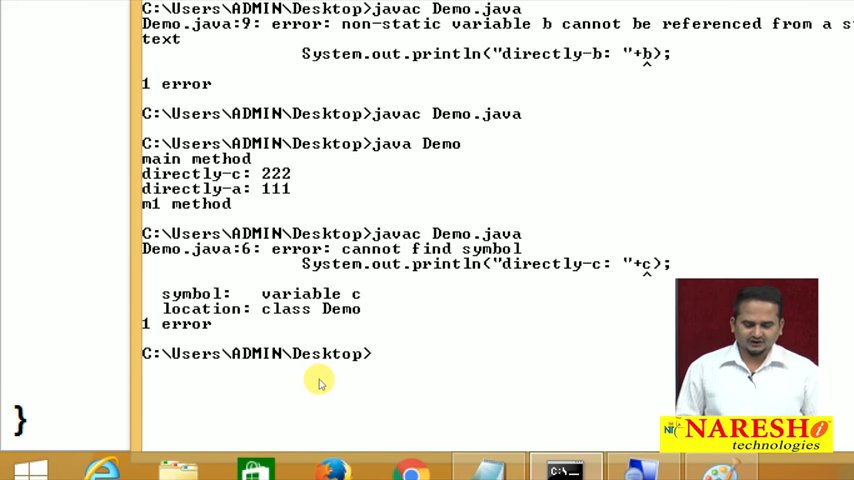 C:\Users\ADMIN\Desktop>javac Demo.java
Demo.java:9: error: non-static variable b cannot be referenced from a s
text
System.out.println("directly-b: "+b);
^
1 error
C:\Users\ADMIN\Desktop>javac Demo.java
C:\Users\ADMIN\Desktop>java Demo
main method
directly-c: 222
directly-a: 111
m1 method
C:\Users\ADMIN\Desktop>javac Demo.java
Demo.java:6: error: cannot find symbol
System.out.println("directly-c: "+c);
^
symbol: variable c
location: class Demo
1 error
C:\Users\ADMIN\Desktop>
}
NARESH i
technologies
C:\_